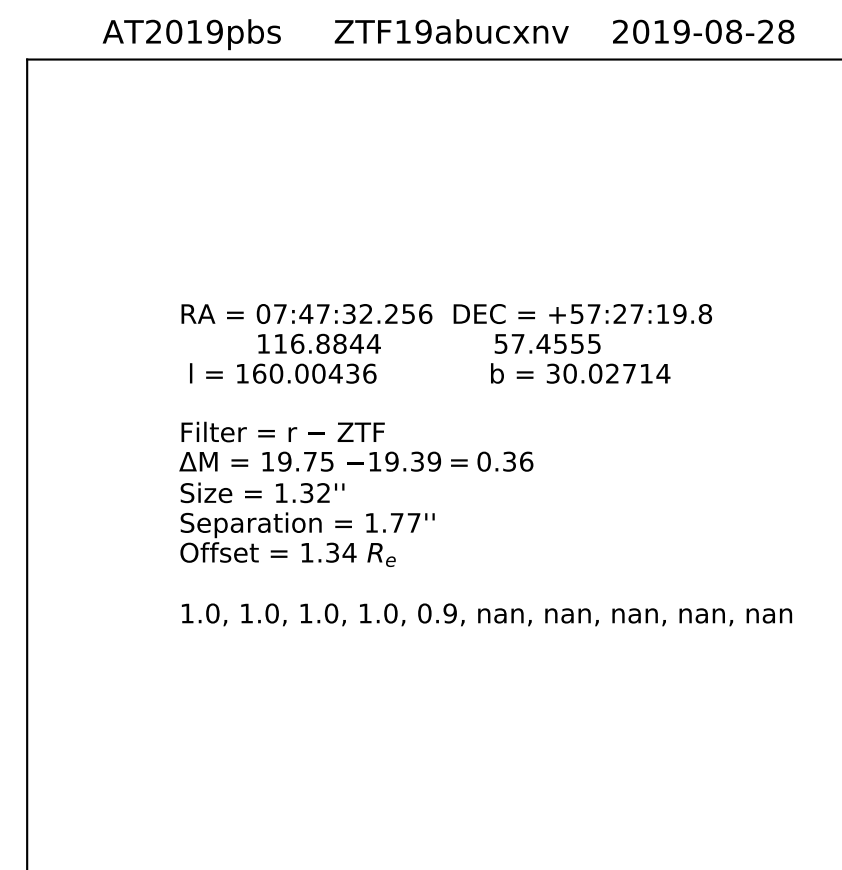 AT2019pbs ZTF19abucxnv 2019-08-28
RA = 07:47:32.256 DEC = +57:27:19.8
116.8844 57.4555
l = 160.00436 b = 30.02714
Filter = r − ZTF
ΔM = 19.75 −19.39 = 0.36
Size = 1.32''
Separation = 1.77''
Offset = 1.34 Rₑ
1.0, 1.0, 1.0, 1.0, 0.9, nan, nan, nan, nan, nan